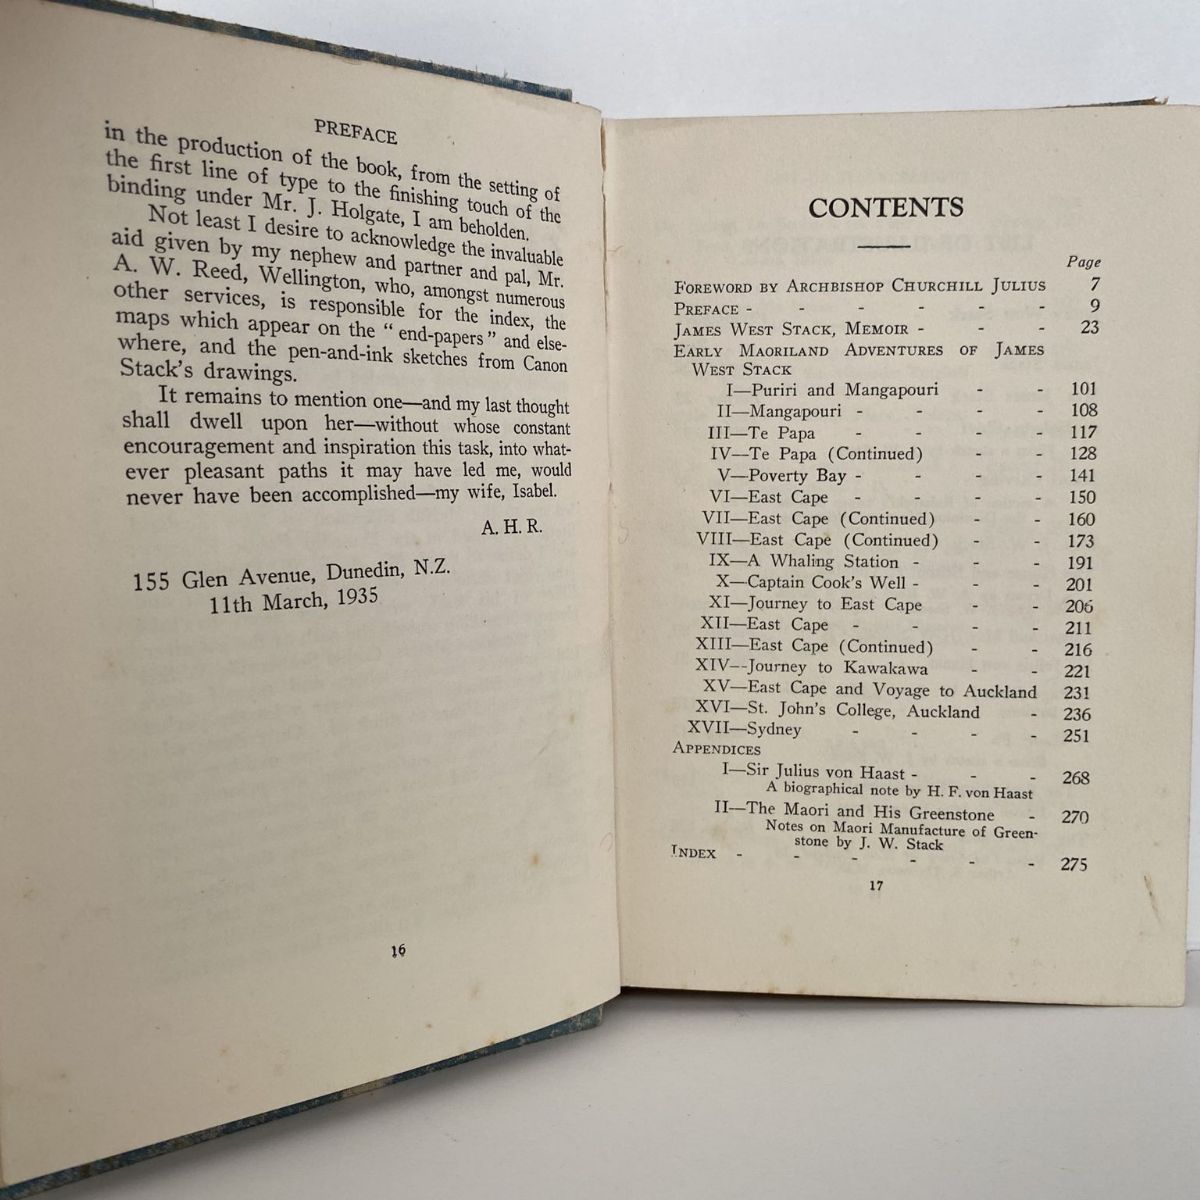 PREFACE
in the production of the book, from the setting of
the first line of type to the finishing touch of the
binding under Mr. J. Holgate, I am beholden.
Not least I desire to acknowledge the invaluable
aid given by my nephew and partner and pal, Mr.
A. W. Reed, Wellington, who, amongst numerous
other services, is responsible for the index, the
maps which appear on the "end-papers" and else-
where, and the pen-and-ink sketches from Canon
Stack's drawings.
It remains to mention one—and my last thought
shall dwell upon her—without whose constant
encouragement and inspiration this task, into what-
ever pleasant paths it may have led me, would
never have been accomplished—my wife, Isabel.
A. H. R.
155 Glen Avenue, Dunedin, N.Z.
11th March, 1935
16
CONTENTS
Page
FOREWORD BY ARCHBISHOP CHURCHILL JULIUS 7
PREFACE - - - - - - 9
JAMES WEST STACK, MEMOIR - - - 23
EARLY MAORILAND ADVENTURES OF JAMES
WEST STACK
I—Puriri and Mangapouri - - 101
II—Mangapouri - - - - 108
III—Te Papa - - - - 117
IV—Te Papa (Continued) - - 128
V—Poverty Bay - - - - 141
VI—East Cape - - - - 150
VII—East Cape (Continued) - - 160
VIII—East Cape (Continued) - - 173
IX—A Whaling Station - - - 191
X—Captain Cook's Well - - - 201
XI—Journey to East Cape - - 206
XII—East Cape - - - - 211
XIII—East Cape (Continued) - - 216
XIV--Journey to Kawakawa - - 221
XV—East Cape and Voyage to Auckland 231
XVI—St. John's College, Auckland - 236
XVII—Sydney - - - - 251
APPENDICES
I—Sir Julius von Haast - - - 268
A biographical note by H. F. von Haast
II—The Maori and His Greenstone - 270
Notes on Maori Manufacture of Green-
stone by J. W. Stack
INDEX - - - - - - 275
17